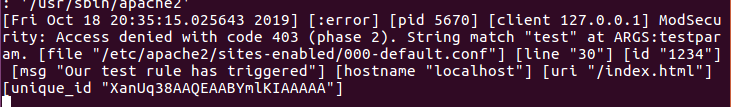 : '/usr/sbin/apache2'
[Fri Oct 18 20:35:15.025643 2019] [:error] [pid 5670] [client 127.0.0.1] ModSecu
rity: Access denied with code 403 (phase 2). String match "test" at ARGS:testpar
am. [file "/etc/apache2/sites-enabled/000-default.conf"] [line "30"] [id "1234"]
 [msg "Our test rule has triggered"] [hostname "localhost"] [uri "/index.html"]
[unique_id "XanUq38AAQEAABYmlKIAAAAA"]